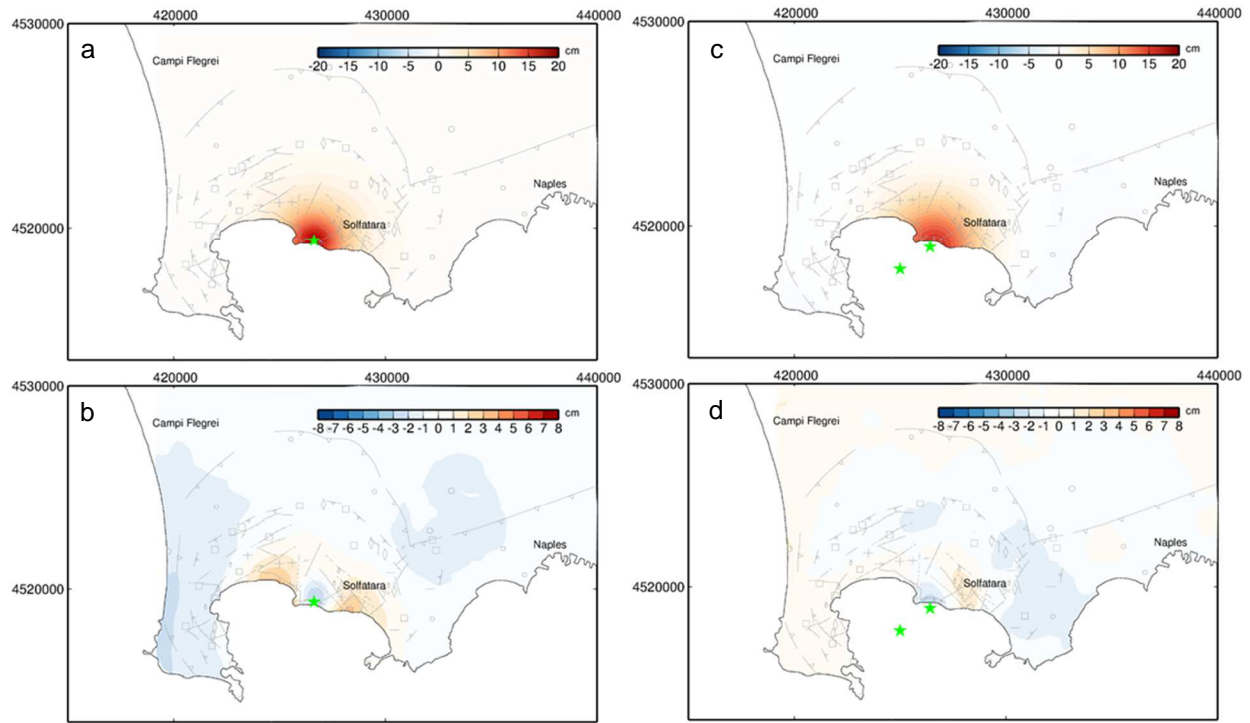 420000 430000 440000
4530000
a
Campi Flegrei
cm
-20 -15 -10 -5 0 5 10 15 20
Naples
Solfatara
4520000
420000 430000 440000
4530000
c
Campi Flegrei
cm
-20 -15 -10 -5 0 5 10 15 20
Naples
Solfatara
4520000
420000 430000 440000
4530000
b
Campi Flegrei
cm
-8 -7 -6 -5 -4 -3 -2 -1 0 1 2 3 4 5 6 7 8
Naples
Solfatara
4520000
420000 430000 440000
4530000
d
Campi Flegrei
cm
-8 -7 -6 -5 -4 -3 -2 -1 0 1 2 3 4 5 6 7 8
Naples
Solfatara
4520000